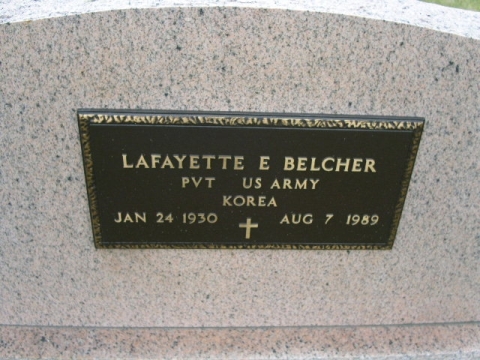 LAFAYETTE E BELCHER
PVT US ARMY
KOREA
JAN 24 1930 AUG 7 1989